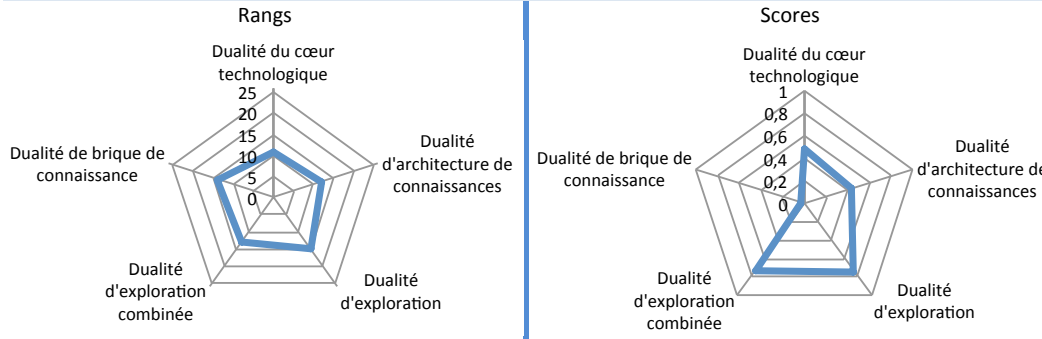 Rangs
Dualité du cœur
technologique
25
20
15
10
5
0
Dualité
d'architecture de
connaissances
Dualité
d'exploration
Dualité
d'exploration
combinée
Dualité de brique de
connaissance
Scores
Dualité du cœur
technologique
1
0,8
0,6
0,4
0,2
0
Dualité
d'architecture de
connaissances
Dualité
d'exploration
Dualité
d'exploration
combinée
Dualité de brique de
connaissance